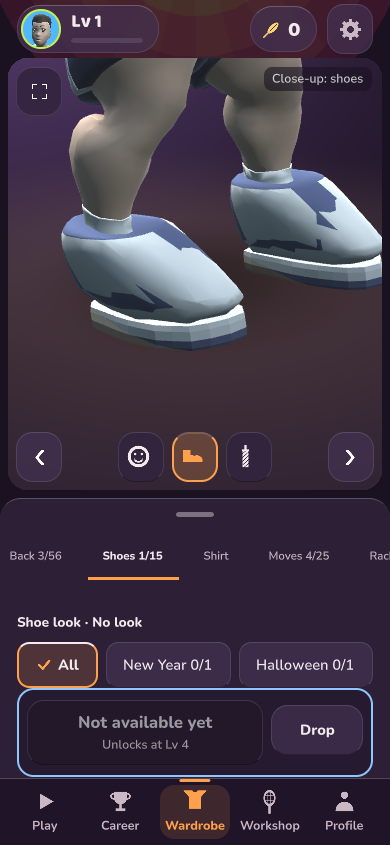 Lv 1
0
Close-up: shoes
Back 3/56
Shoes 1/15
Shirt
Moves 4/25
Shoe look · No look
All
New Year 0/1
Halloween 0/1
Not available yet
Unlocks at Lv 4
Drop
Play
Career
Wardrobe
Workshop
Profile